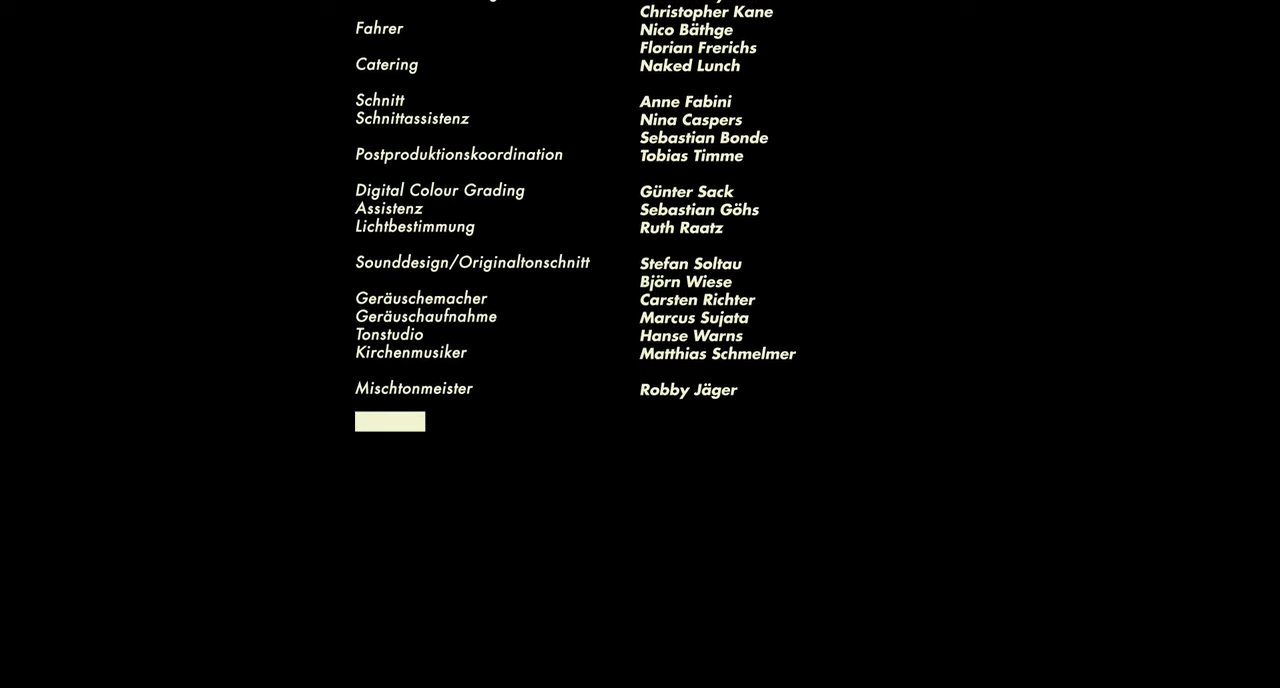 Christopher Kane
Fahrer Nico Bäthge
Florian Frerichs
Catering Naked Lunch
Schnitt Anne Fabini
Schnittassistenz Nina Caspers
Sebastian Bonde
Postproduktionskoordination Tobias Timme
Digital Colour Grading Günter Sack
Assistenz Sebastian Göhs
Lichtbestimmung Ruth Raatz
Sounddesign/Originaltonschnitt Stefan Soltau
Björn Wiese
Geräuschemacher Carsten Richter
Geräuschaufnahme Marcus Sujata
Tonstudio Hanse Warns
Kirchenmusiker Matthias Schmelmer
Mischtonmeister Robby Jäger